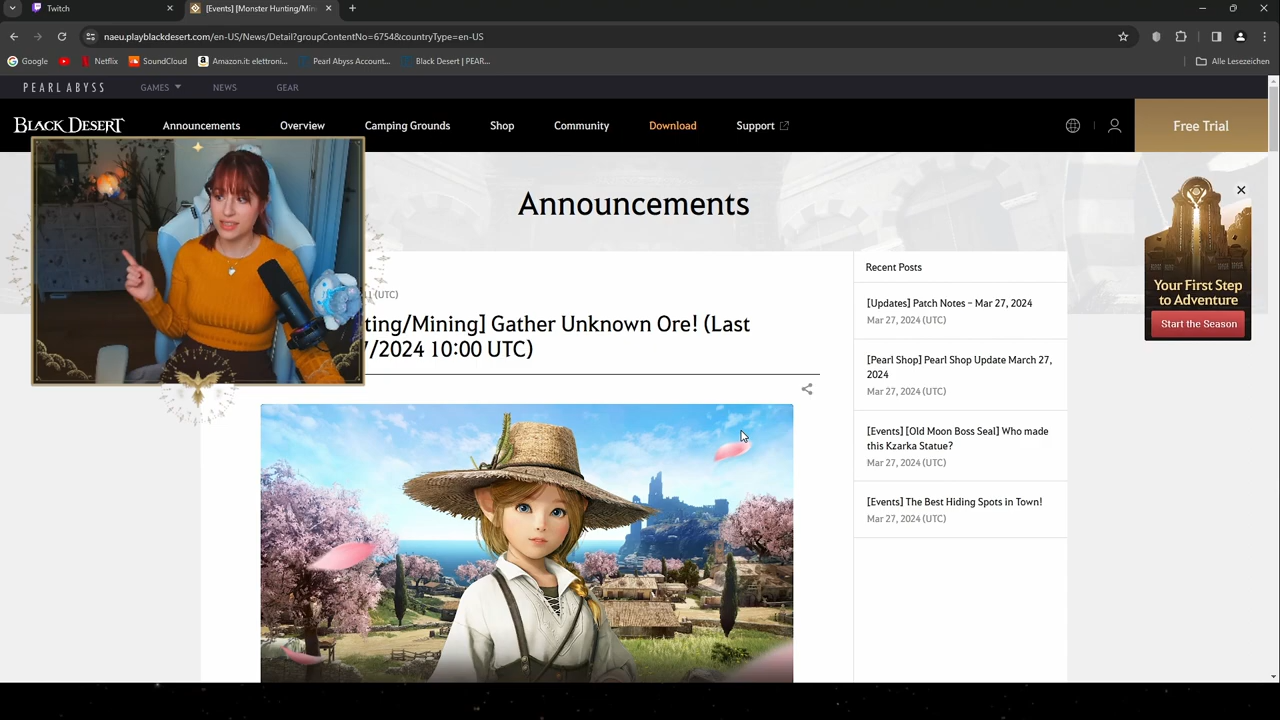 Twitch
[Events] [Monster Hunting/Min
naeu.playblackdesert.com/en-US/News/Detail?groupContentNo=6754&countryType=en-US
Google
Netflix
SoundCloud
Amazon.it: elettroni...
Pearl Abyss Account...
Black Desert | PEAR...
Alle Lesezeichen
PEARL ABYSS
GAMES
NEWS
GEAR
BLACK DESERT
Announcements
Overview
Camping Grounds
Shop
Community
Download
Support
Free Trial
Announcements
(UTC)
ting/Mining] Gather Unknown Ore! (Last
/2024 10:00 UTC)
Recent Posts
[Updates] Patch Notes – Mar 27, 2024
Mar 27, 2024 (UTC)
[Pearl Shop] Pearl Shop Update March 27,
2024
Mar 27, 2024 (UTC)
[Events] [Old Moon Boss Seal] Who made
this Kzarka Statue?
Mar 27, 2024 (UTC)
[Events] The Best Hiding Spots in Town!
Mar 27, 2024 (UTC)
Your First Step
to Adventure
Start the Season